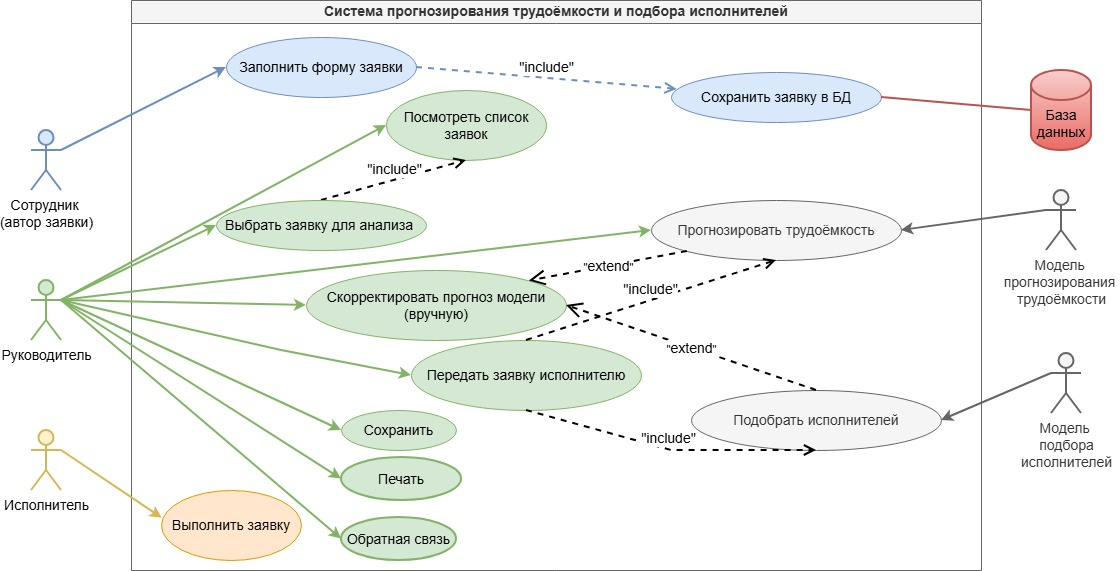 Система прогнозирования трудоёмкости и подбора исполнителей
Заполнить форму заявки
"include"
Сохранить заявку в БД
База
данных
Посмотреть список
заявок
"include"
Сотрудник
(автор заявки)
Выбрать заявку для анализа
Прогнозировать трудоёмкость
Модель
прогнозирования
трудоёмкости
"extend"
"include"
Скорректировать прогноз модели
(вручную)
Руководитель
"extend"
Передать заявку исполнителю
Подобрать исполнителей
Модель
подбора
исполнителей
Сохранить
"include"
Печать
Исполнитель
Выполнить заявку
Обратная связь